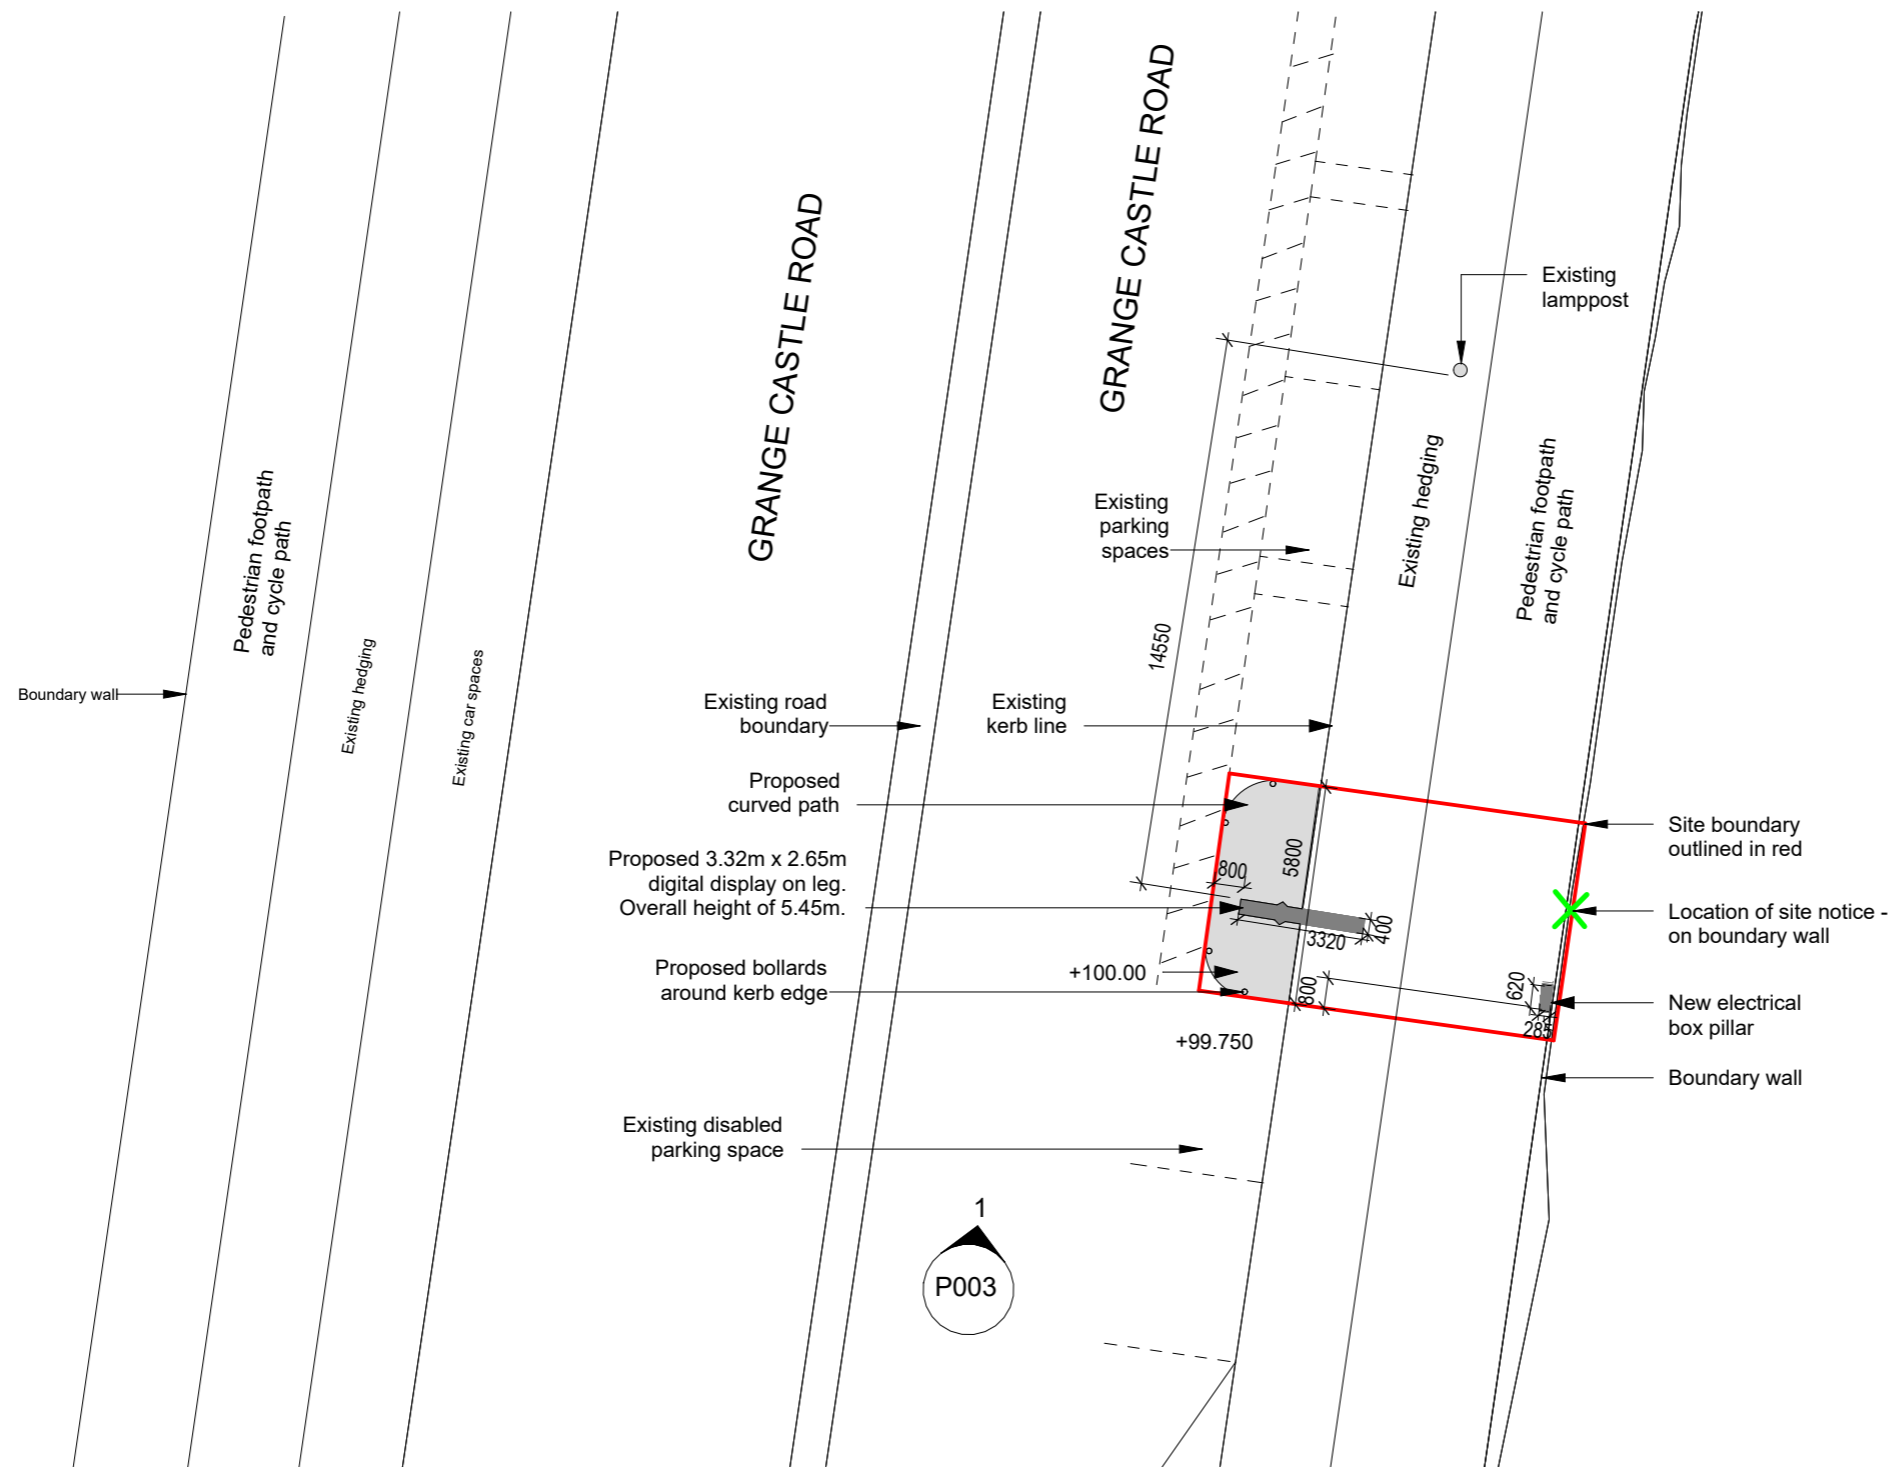 GRANGE CASTLE ROAD
GRANGE CASTLE ROAD
Existing
lamppost
Pedestrian footpath
and cycle path
Existing hedging
Existing car spaces
Boundary wall
Existing
parking
spaces
Existing hedging
Pedestrian footpath
and cycle path
14550
Existing road
boundary
Existing
kerb line
Proposed
curved path
Proposed 3.32m x 2.65m
digital display on leg.
Overall height of 5.45m.
Proposed bollards
around kerb edge
800
5800
3320
400
+100.00
800
620
285
+99.750
Site boundary
outlined in red
Location of site notice -
on boundary wall
New electrical
box pillar
Boundary wall
Existing disabled
parking space
1
P003